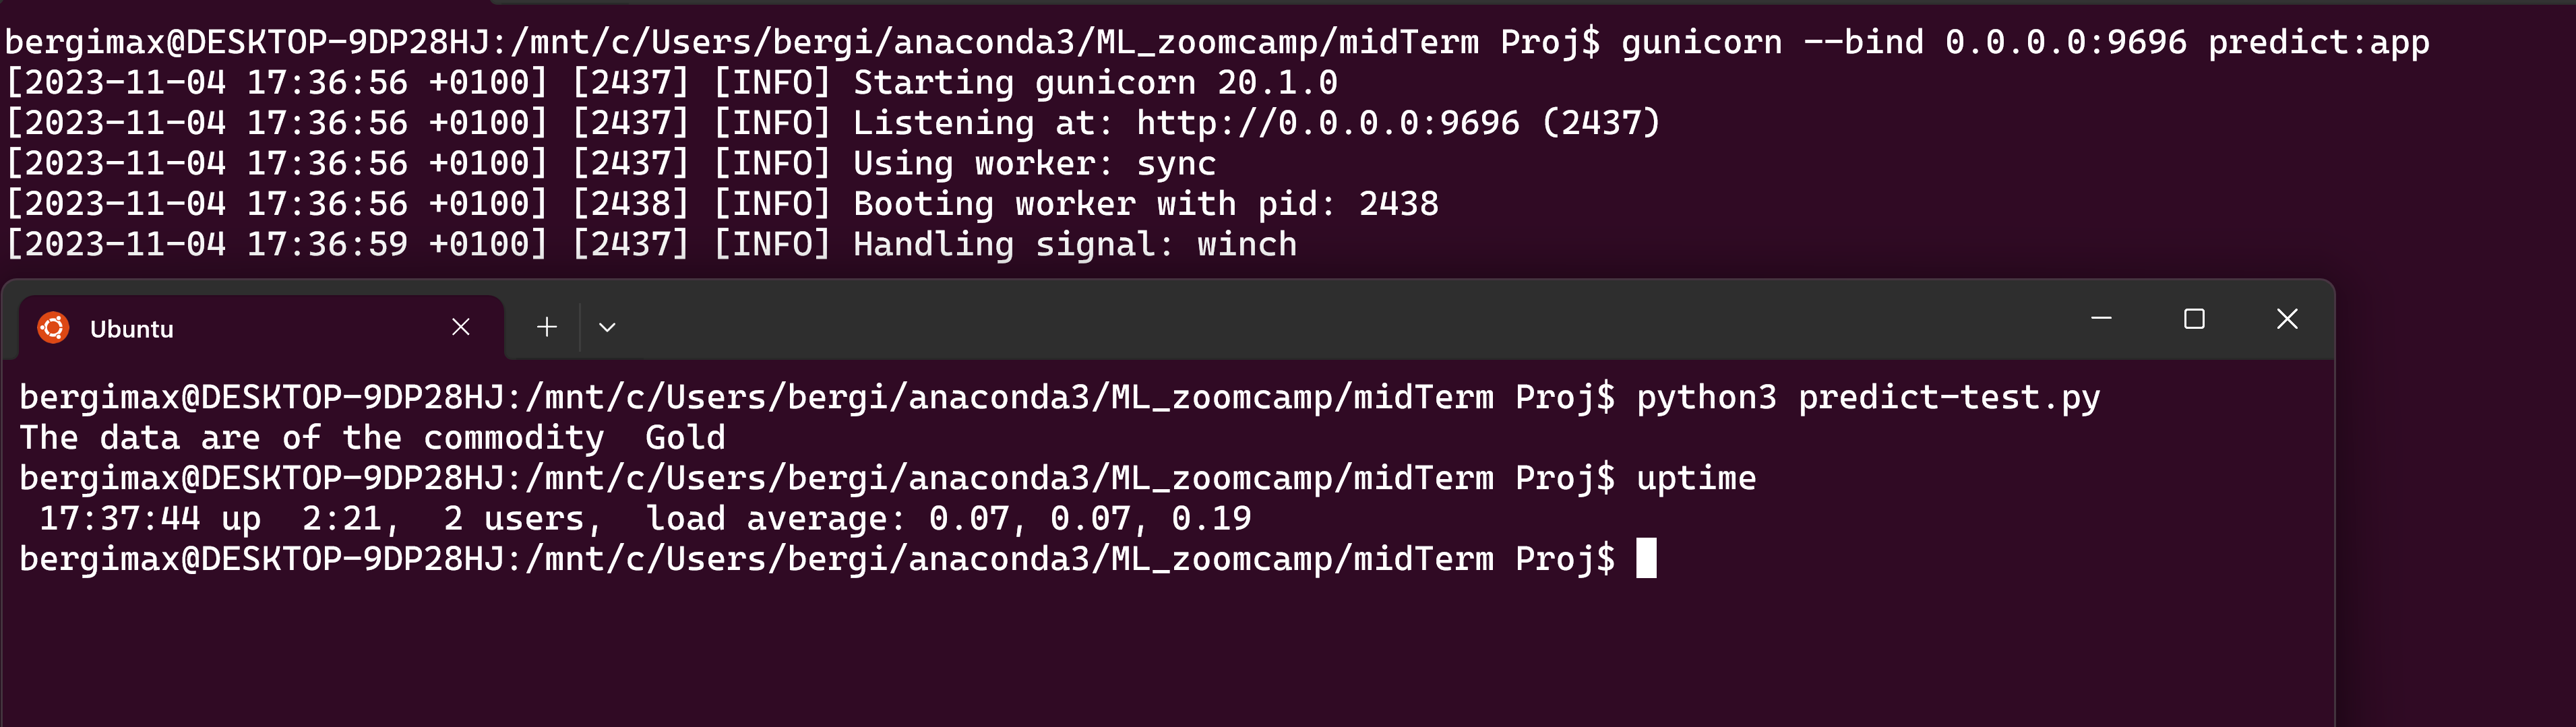 bergimax@DESKTOP-9DP28HJ:/mnt/c/Users/bergi/anaconda3/ML_zoomcamp/midTerm Proj$ gunicorn --bind 0.0.0.0:9696 predict:app
[2023-11-04 17:36:56 +0100] [2437] [INFO] Starting gunicorn 20.1.0
[2023-11-04 17:36:56 +0100] [2437] [INFO] Listening at: http://0.0.0.0:9696 (2437)
[2023-11-04 17:36:56 +0100] [2437] [INFO] Using worker: sync
[2023-11-04 17:36:56 +0100] [2438] [INFO] Booting worker with pid: 2438
[2023-11-04 17:36:59 +0100] [2437] [INFO] Handling signal: winch
Ubuntu
bergimax@DESKTOP-9DP28HJ:/mnt/c/Users/bergi/anaconda3/ML_zoomcamp/midTerm Proj$ python3 predict-test.py
The data are of the commodity  Gold
bergimax@DESKTOP-9DP28HJ:/mnt/c/Users/bergi/anaconda3/ML_zoomcamp/midTerm Proj$ uptime
 17:37:44 up  2:21,  2 users,  load average: 0.07, 0.07, 0.19
bergimax@DESKTOP-9DP28HJ:/mnt/c/Users/bergi/anaconda3/ML_zoomcamp/midTerm Proj$